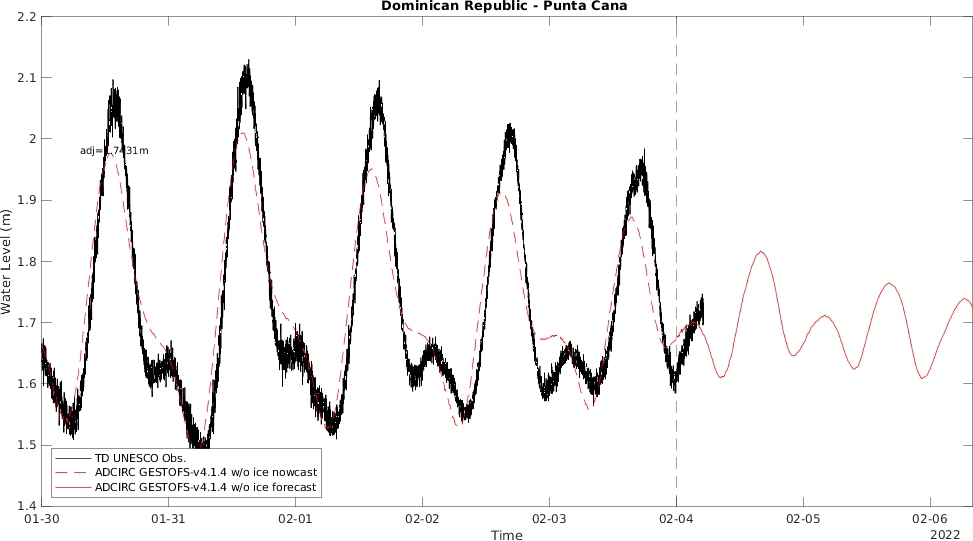 Dominican Republic - Punta Cana
2.2
2.1
2
1.9
1.8
1.7
1.6
1.5
1.4
Water Level (m)
adj= 7431m
TD UNESCO Obs.
ADCIRC GESTOFS-v4.1.4 w/o ice nowcast
ADCIRC GESTOFS-v4.1.4 w/o ice forecast
01-30 01-31 02-01 02-02 02-03 02-04 02-05 02-06
Time
2022